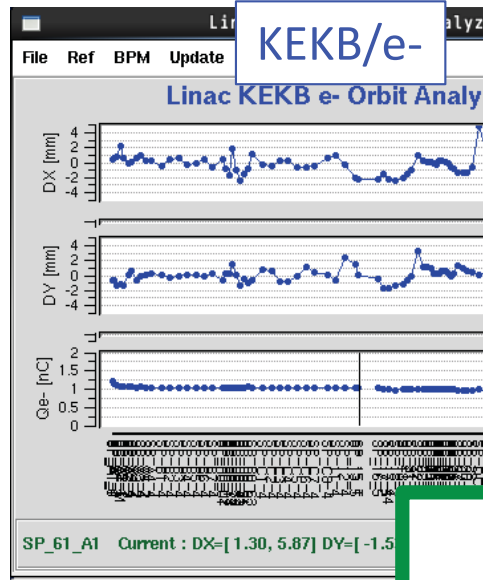 Li
alyz
KEKB/e-
File Ref BPM Update
Linac KEKB e- Orbit Analy
DX [mm]
4
2
0
-2
-4
DY [mm]
4
2
0
-2
-4
Qe- [nC]
2
1.5
1
0.5
0
SP_61_A1 Current : DX=[ 1.30, 5.87] DY=[ -1.5